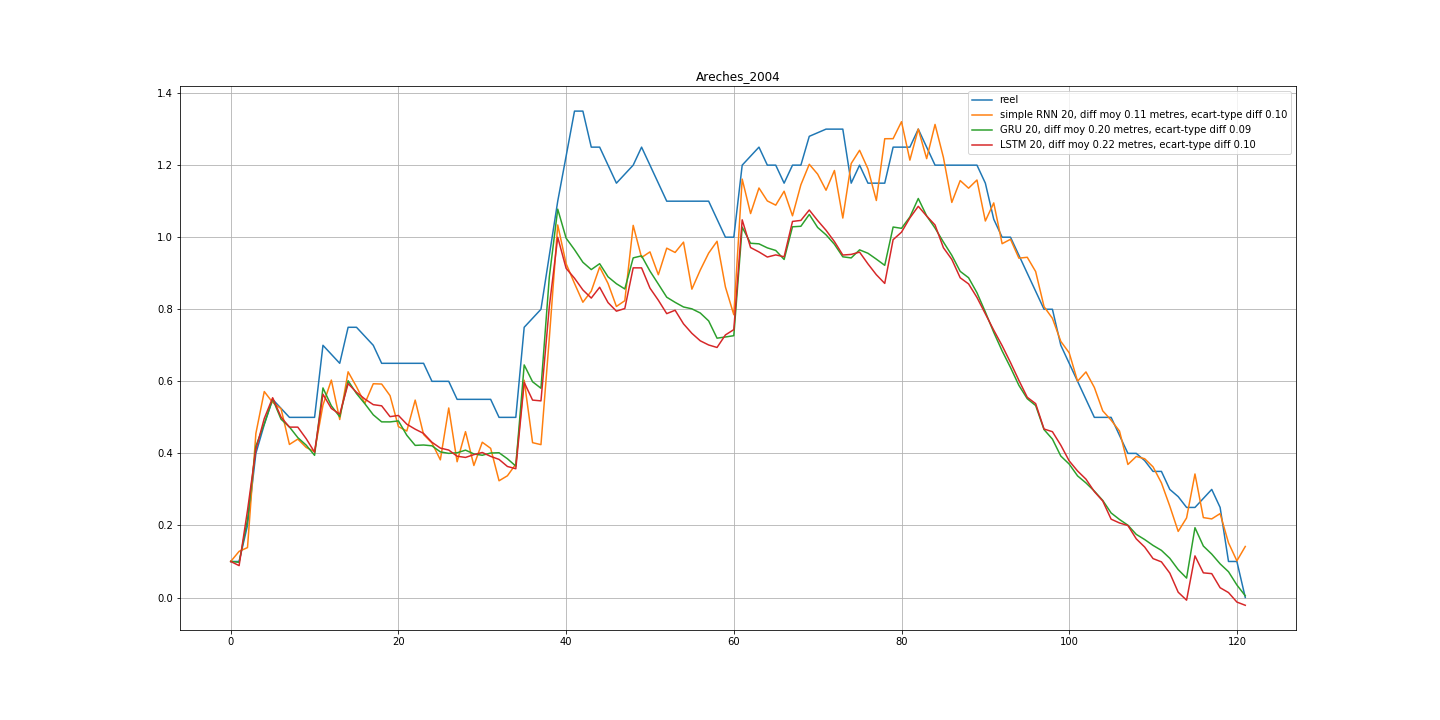 Areches_2004
reel
simple RNN 20, diff moy 0.11 metres, ecart-type diff 0.10
GRU 20, diff moy 0.20 metres, ecart-type diff 0.09
LSTM 20, diff moy 0.22 metres, ecart-type diff 0.10
1.4
1.2
1.0
0.8
0.6
0.4
0.2
0.0
0 20 40 60 80 100 120